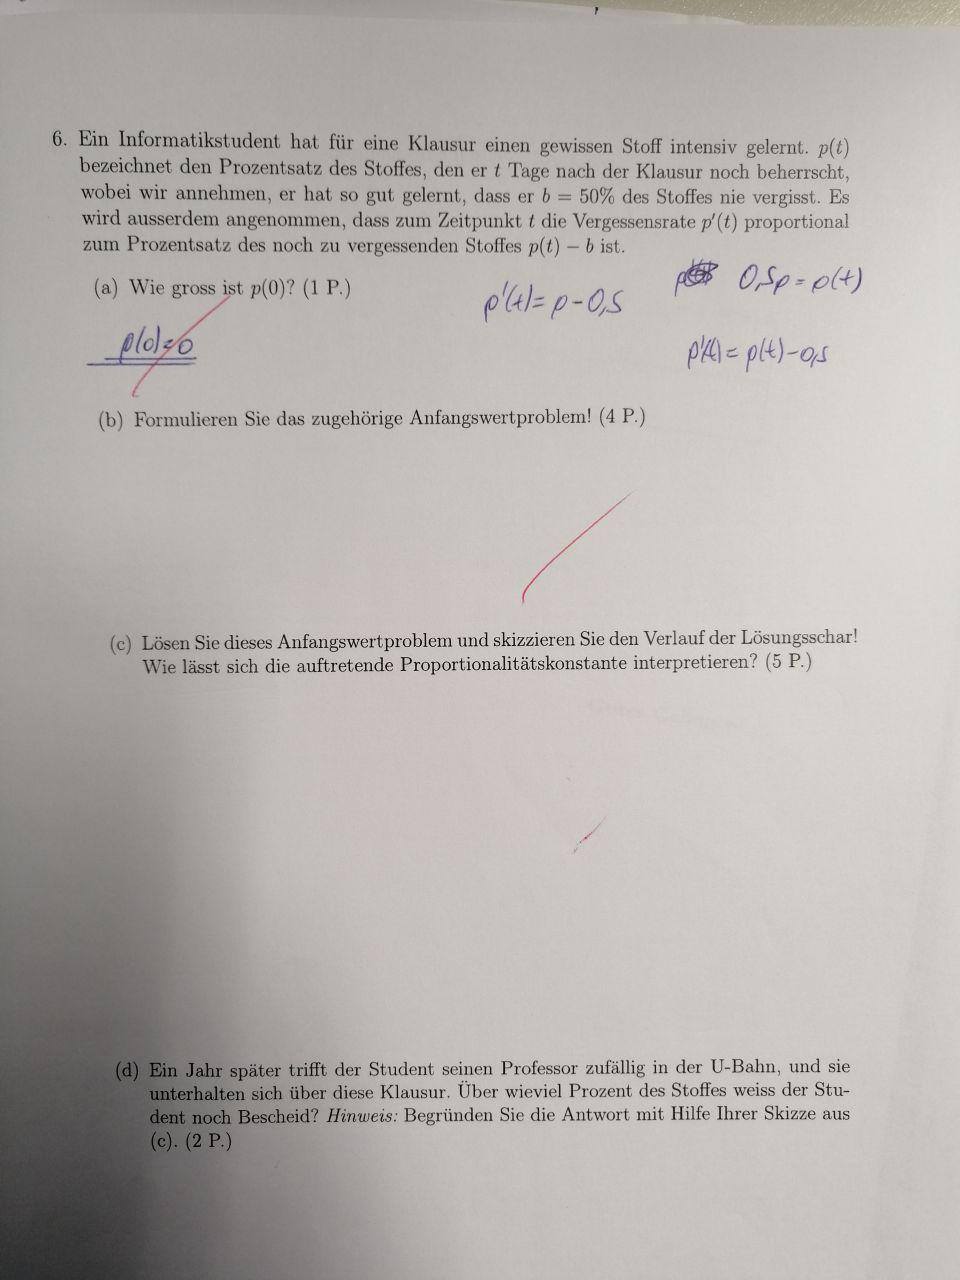 6. Ein Informatikstudent hat für eine Klausur einen gewissen Stoff intensiv gelernt. p(t)
bezeichnet den Prozentsatz des Stoffes, den er t Tage nach der Klausur noch beherrscht,
wobei wir annehmen, er hat so gut gelernt, dass er b = 50% des Stoffes nie vergisst. Es
wird ausserdem angenommen, dass zum Zeitpunkt t die Vergessensrate p'(t) proportional
zum Prozentsatz des noch zu vergessenden Stoffes p(t) − b ist.
(a) Wie gross ist p(0)? (1 P.)
p'(t) = p - 0,5
0,5p = p(t)
p(0) = 0
p'(t) = p(t) - 0,5
(b) Formulieren Sie das zugehörige Anfangswertproblem! (4 P.)
(c) Lösen Sie dieses Anfangswertproblem und skizzieren Sie den Verlauf der Lösungsschar!
Wie lässt sich die auftretende Proportionalitätskonstante interpretieren? (5 P.)
(d) Ein Jahr später trifft der Student seinen Professor zufällig in der U-Bahn, und sie
unterhalten sich über diese Klausur. Über wieviel Prozent des Stoffes weiss der Stu-
dent noch Bescheid? Hinweis: Begründen Sie die Antwort mit Hilfe Ihrer Skizze aus
(c). (2 P.)